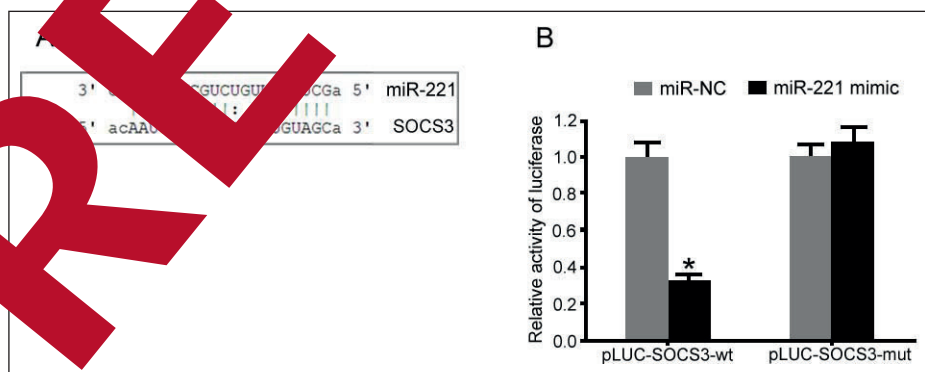 A
B
3' CGUCUGU CGa 5' miR-221
5' acAAU GUAGCa 3' SOCS3
miR-NC miR-221 mimic
Relative activity of luciferase
1.2
1.0
0.8
0.6
0.4
0.2
0.0
*
pLUC-SOCS3-wt pLUC-SOCS3-mut
RE